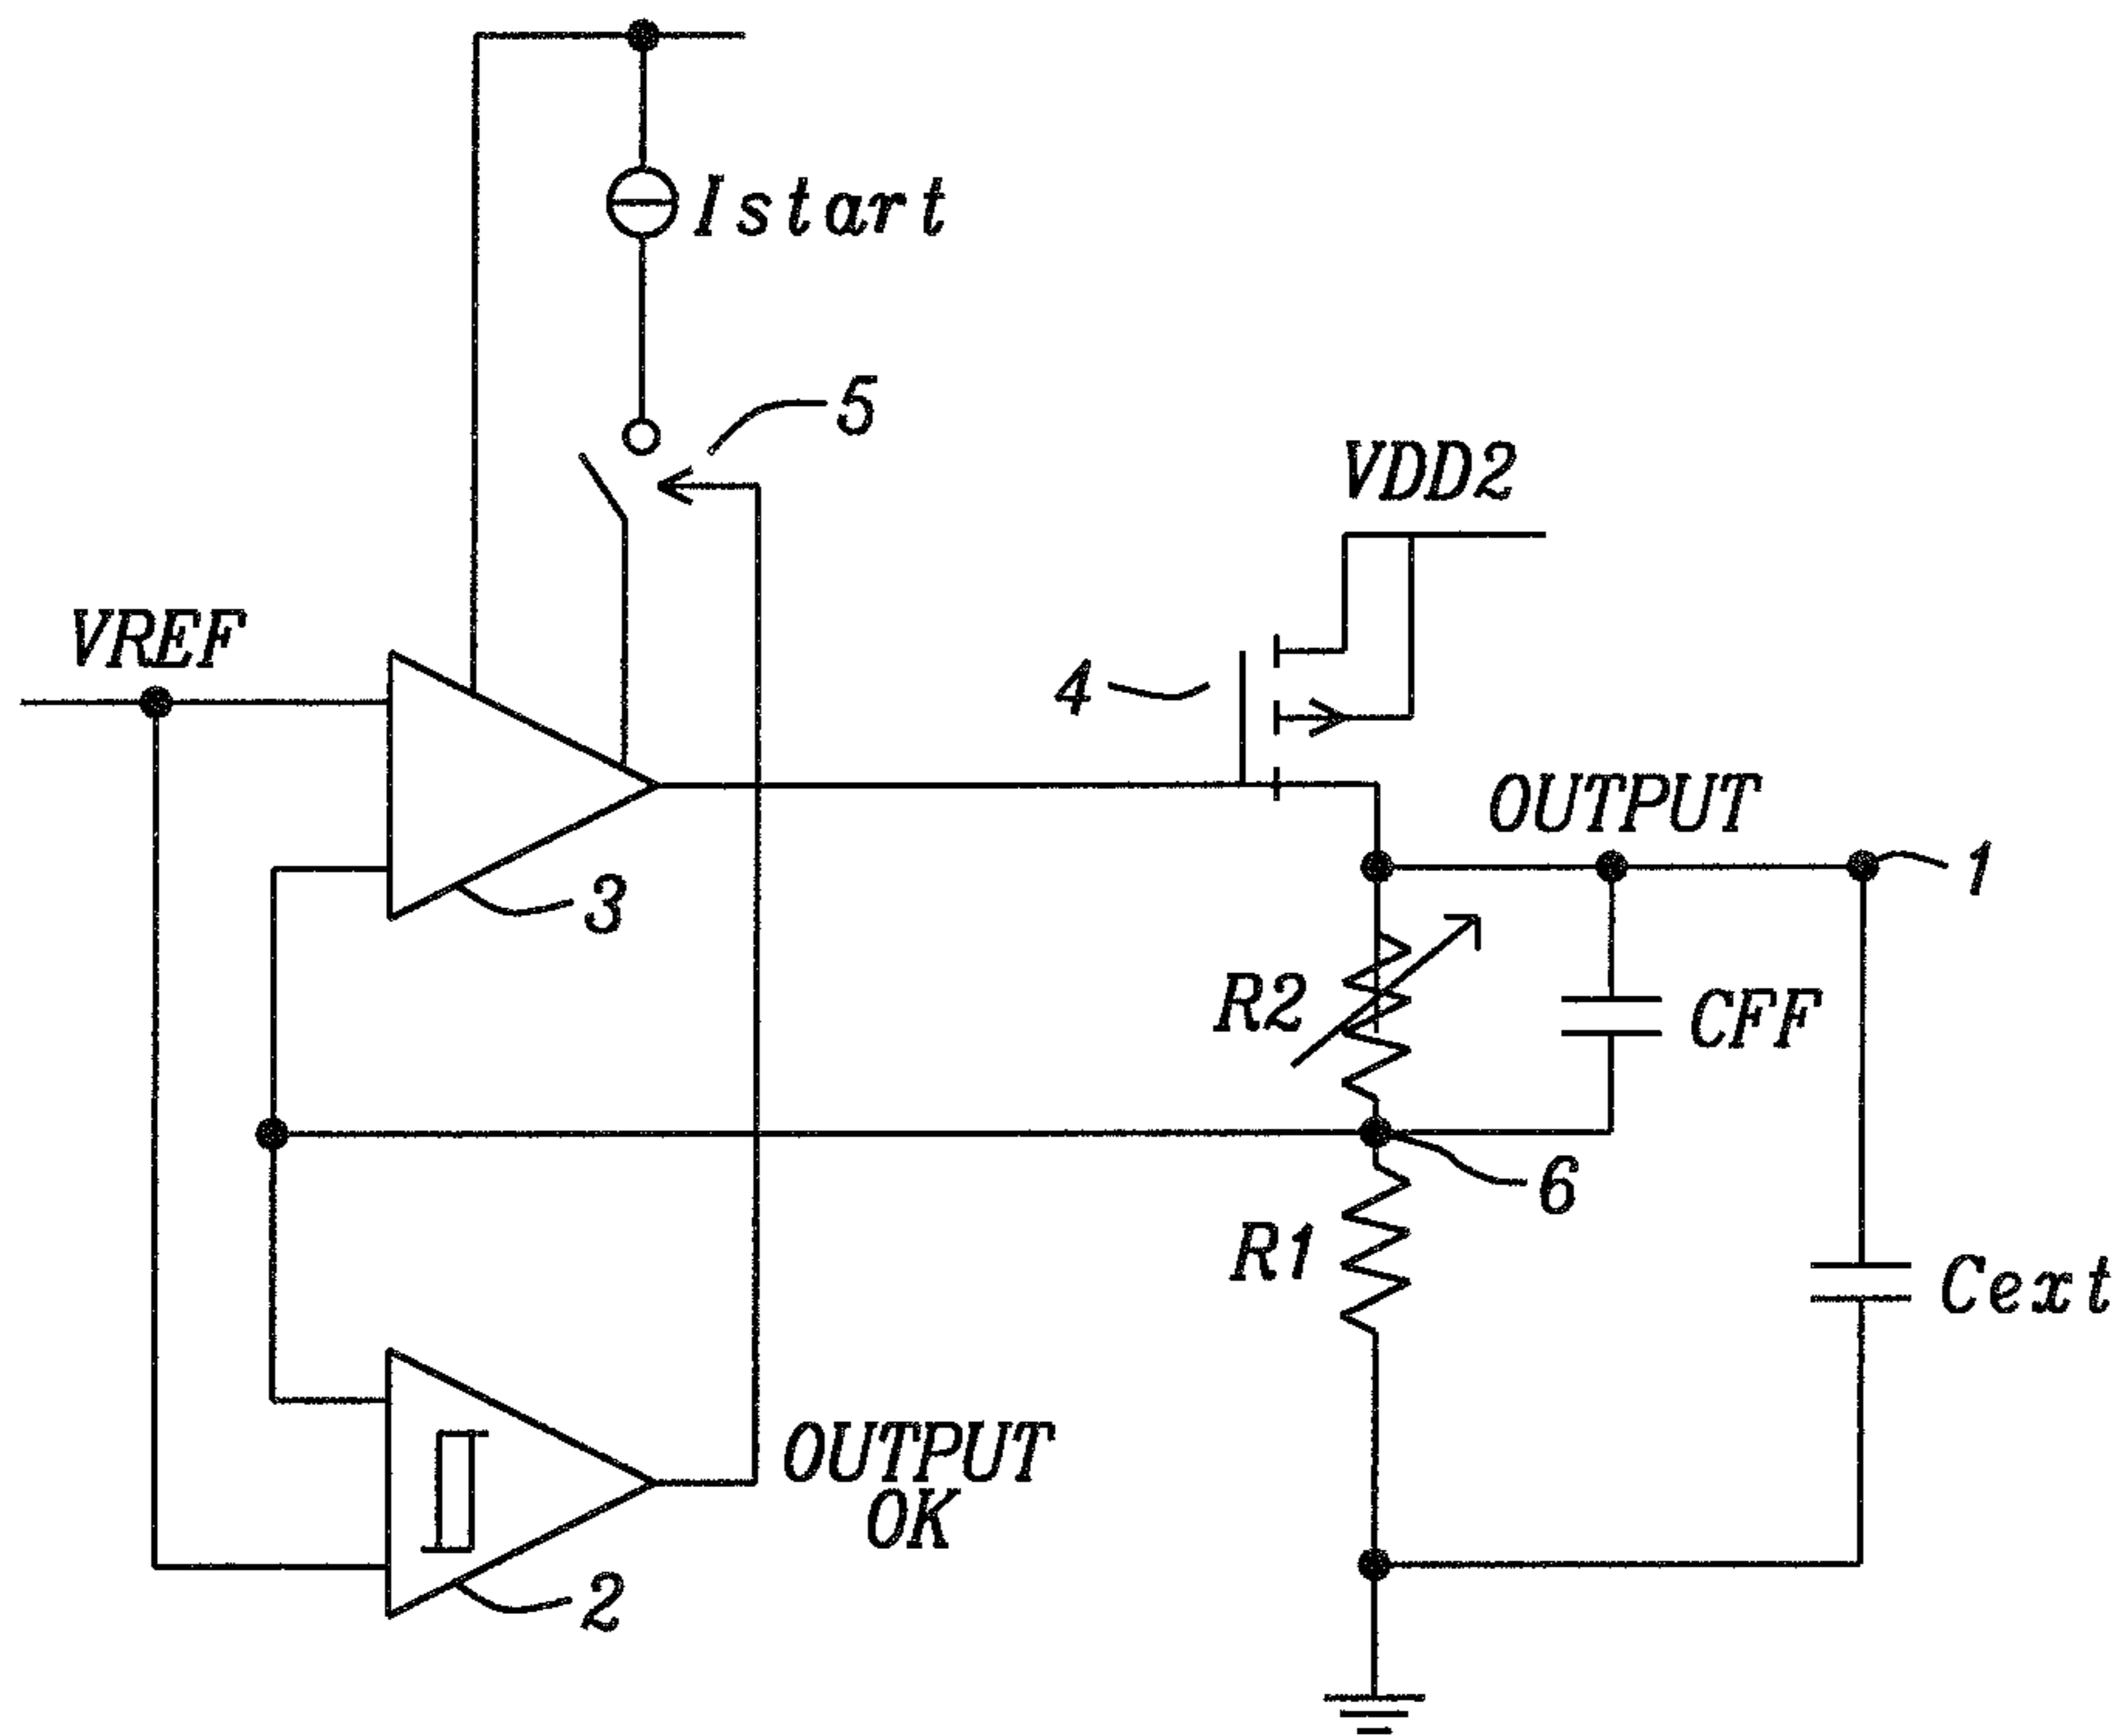 Istart
5
VDD2
VREF
4
OUTPUT
1
3
R2
CFF
6
R1
Cext
OUTPUT
OK
2